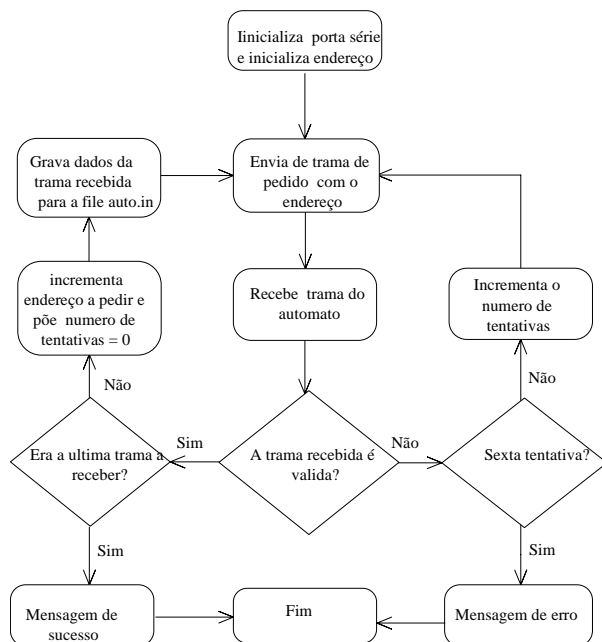 Iinicializa porta série
e inicializa endereço
Grava dados da
trama recebida
para a file auto.in
Envia de trama de
pedido com o
endereço
incrementa
endereço a pedir e
põe numero de
tentativas = 0
Recebe trama do
automato
Incrementa o
numero de
tentativas
Não
Não
Era a ultima trama a
receber?
Sim
A trama recebida é
valida?
Não
Sexta tentativa?
Sim
Sim
Mensagem de
sucesso
Fim
Mensagem de erro